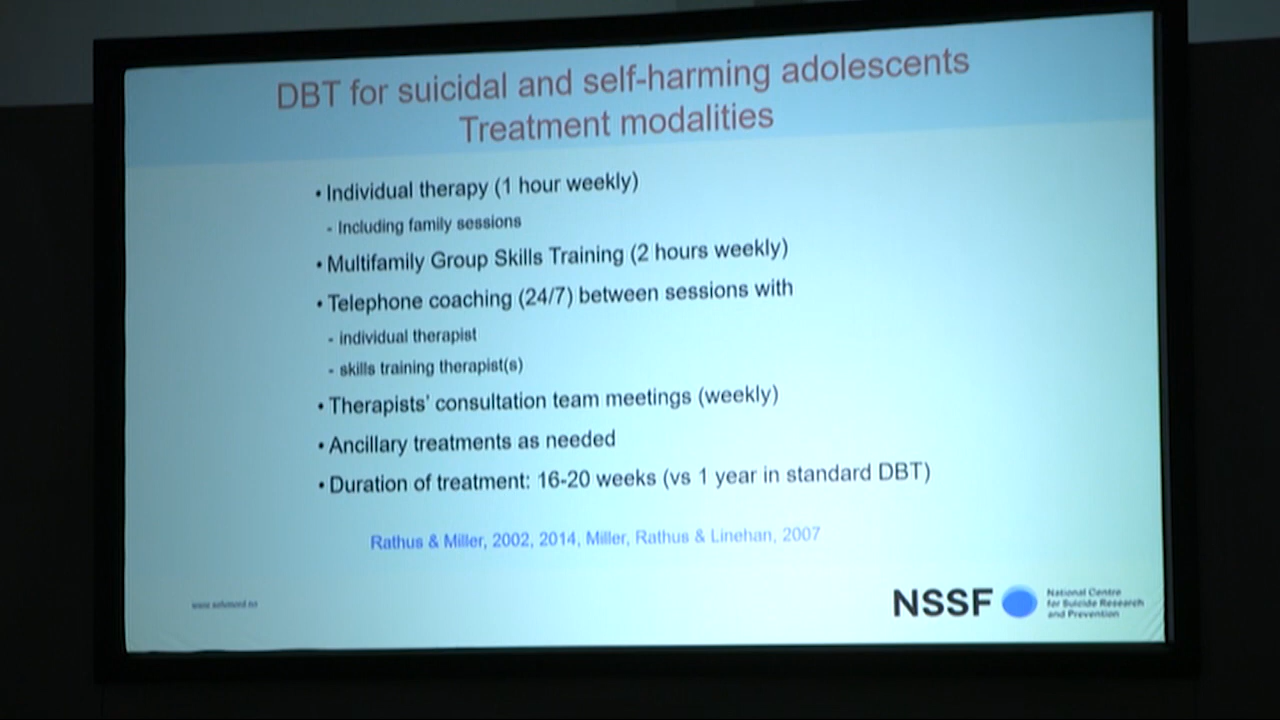 DBT for suicidal and self-harming adolescents
Treatment modalities
• Individual therapy (1 hour weekly)
- Including family sessions
• Multifamily Group Skills Training (2 hours weekly)
• Telephone coaching (24/7) between sessions with
- individual therapist
- skills training therapist(s)
• Therapists' consultation team meetings (weekly)
• Ancillary treatments as needed
• Duration of treatment: 16-20 weeks (vs 1 year in standard DBT)
Rathus & Miller, 2002, 2014, Miller, Rathus & Linehan, 2007
NSSF
National Centre
for Suicide Research
and Prevention